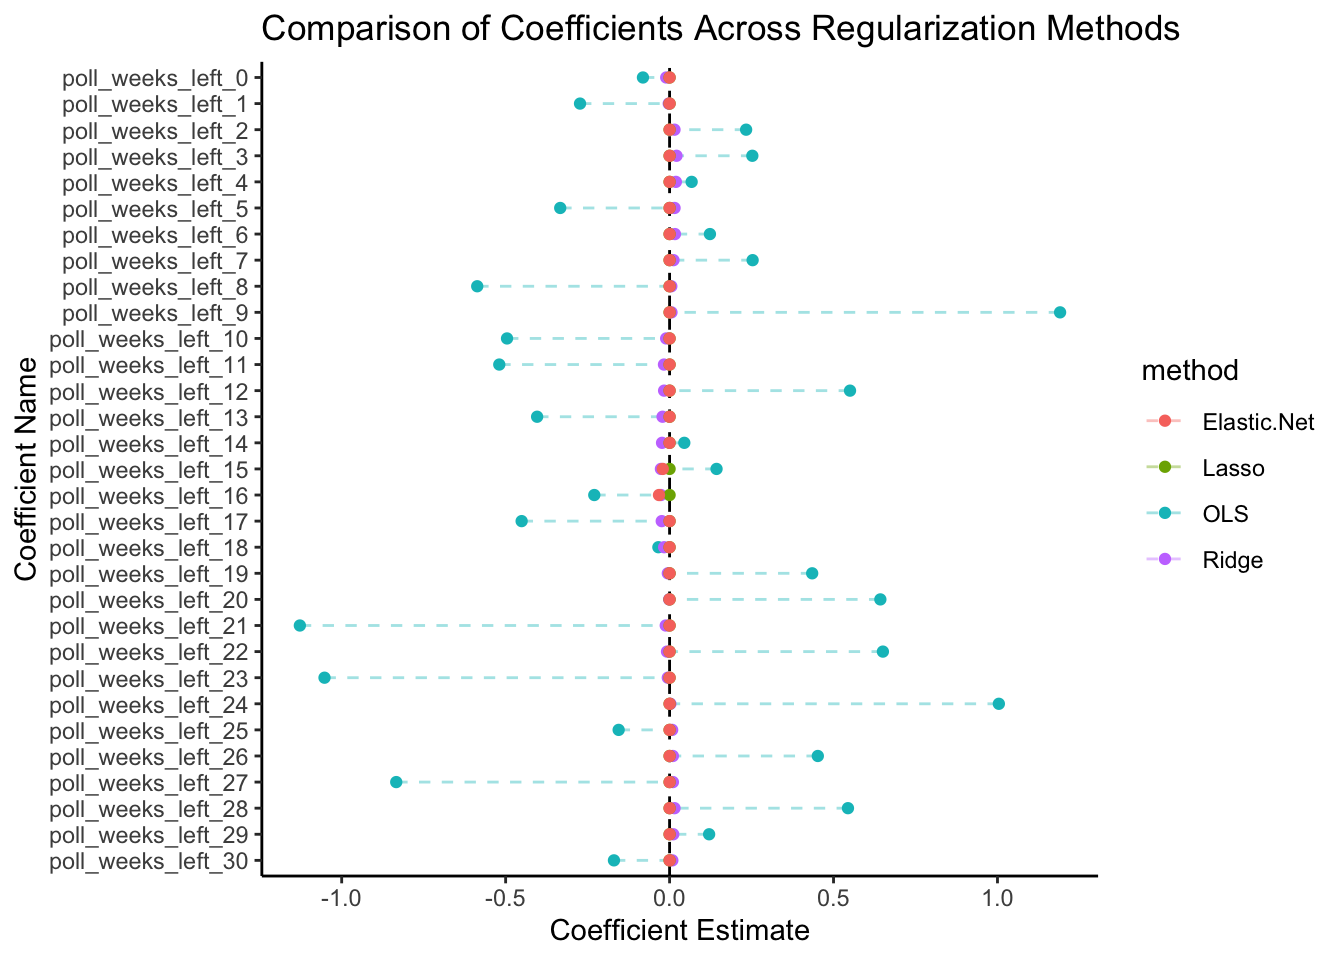 Comparison of Coefficients Across Regularization Methods
poll_weeks_left_0
poll_weeks_left_1
poll_weeks_left_2
poll_weeks_left_3
poll_weeks_left_4
poll_weeks_left_5
poll_weeks_left_6
poll_weeks_left_7
poll_weeks_left_8
poll_weeks_left_9
poll_weeks_left_10
poll_weeks_left_11
poll_weeks_left_12
poll_weeks_left_13
poll_weeks_left_14
poll_weeks_left_15
poll_weeks_left_16
poll_weeks_left_17
poll_weeks_left_18
poll_weeks_left_19
poll_weeks_left_20
poll_weeks_left_21
poll_weeks_left_22
poll_weeks_left_23
poll_weeks_left_24
poll_weeks_left_25
poll_weeks_left_26
poll_weeks_left_27
poll_weeks_left_28
poll_weeks_left_29
poll_weeks_left_30
Coefficient Name
-1.0 -0.5 0.0 0.5 1.0
Coefficient Estimate
method
Elastic.Net
Lasso
OLS
Ridge